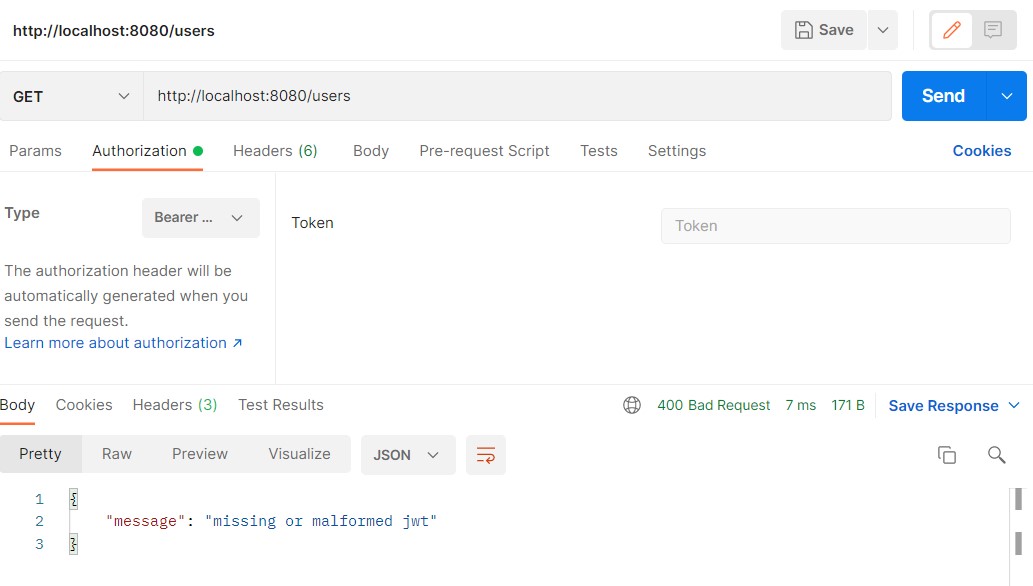 http://localhost:8080/users
Save
GET
http://localhost:8080/users
Send
Params Authorization Headers (6) Body Pre-request Script Tests Settings Cookies
Type
Bearer ...
Token
Token
The authorization header will be
automatically generated when you
send the request.
Learn more about authorization ↗
Body Cookies Headers (3) Test Results 400 Bad Request 7 ms 171 B Save Response
Pretty Raw Preview Visualize JSON
1 {
2 "message": "missing or malformed jwt"
3 }